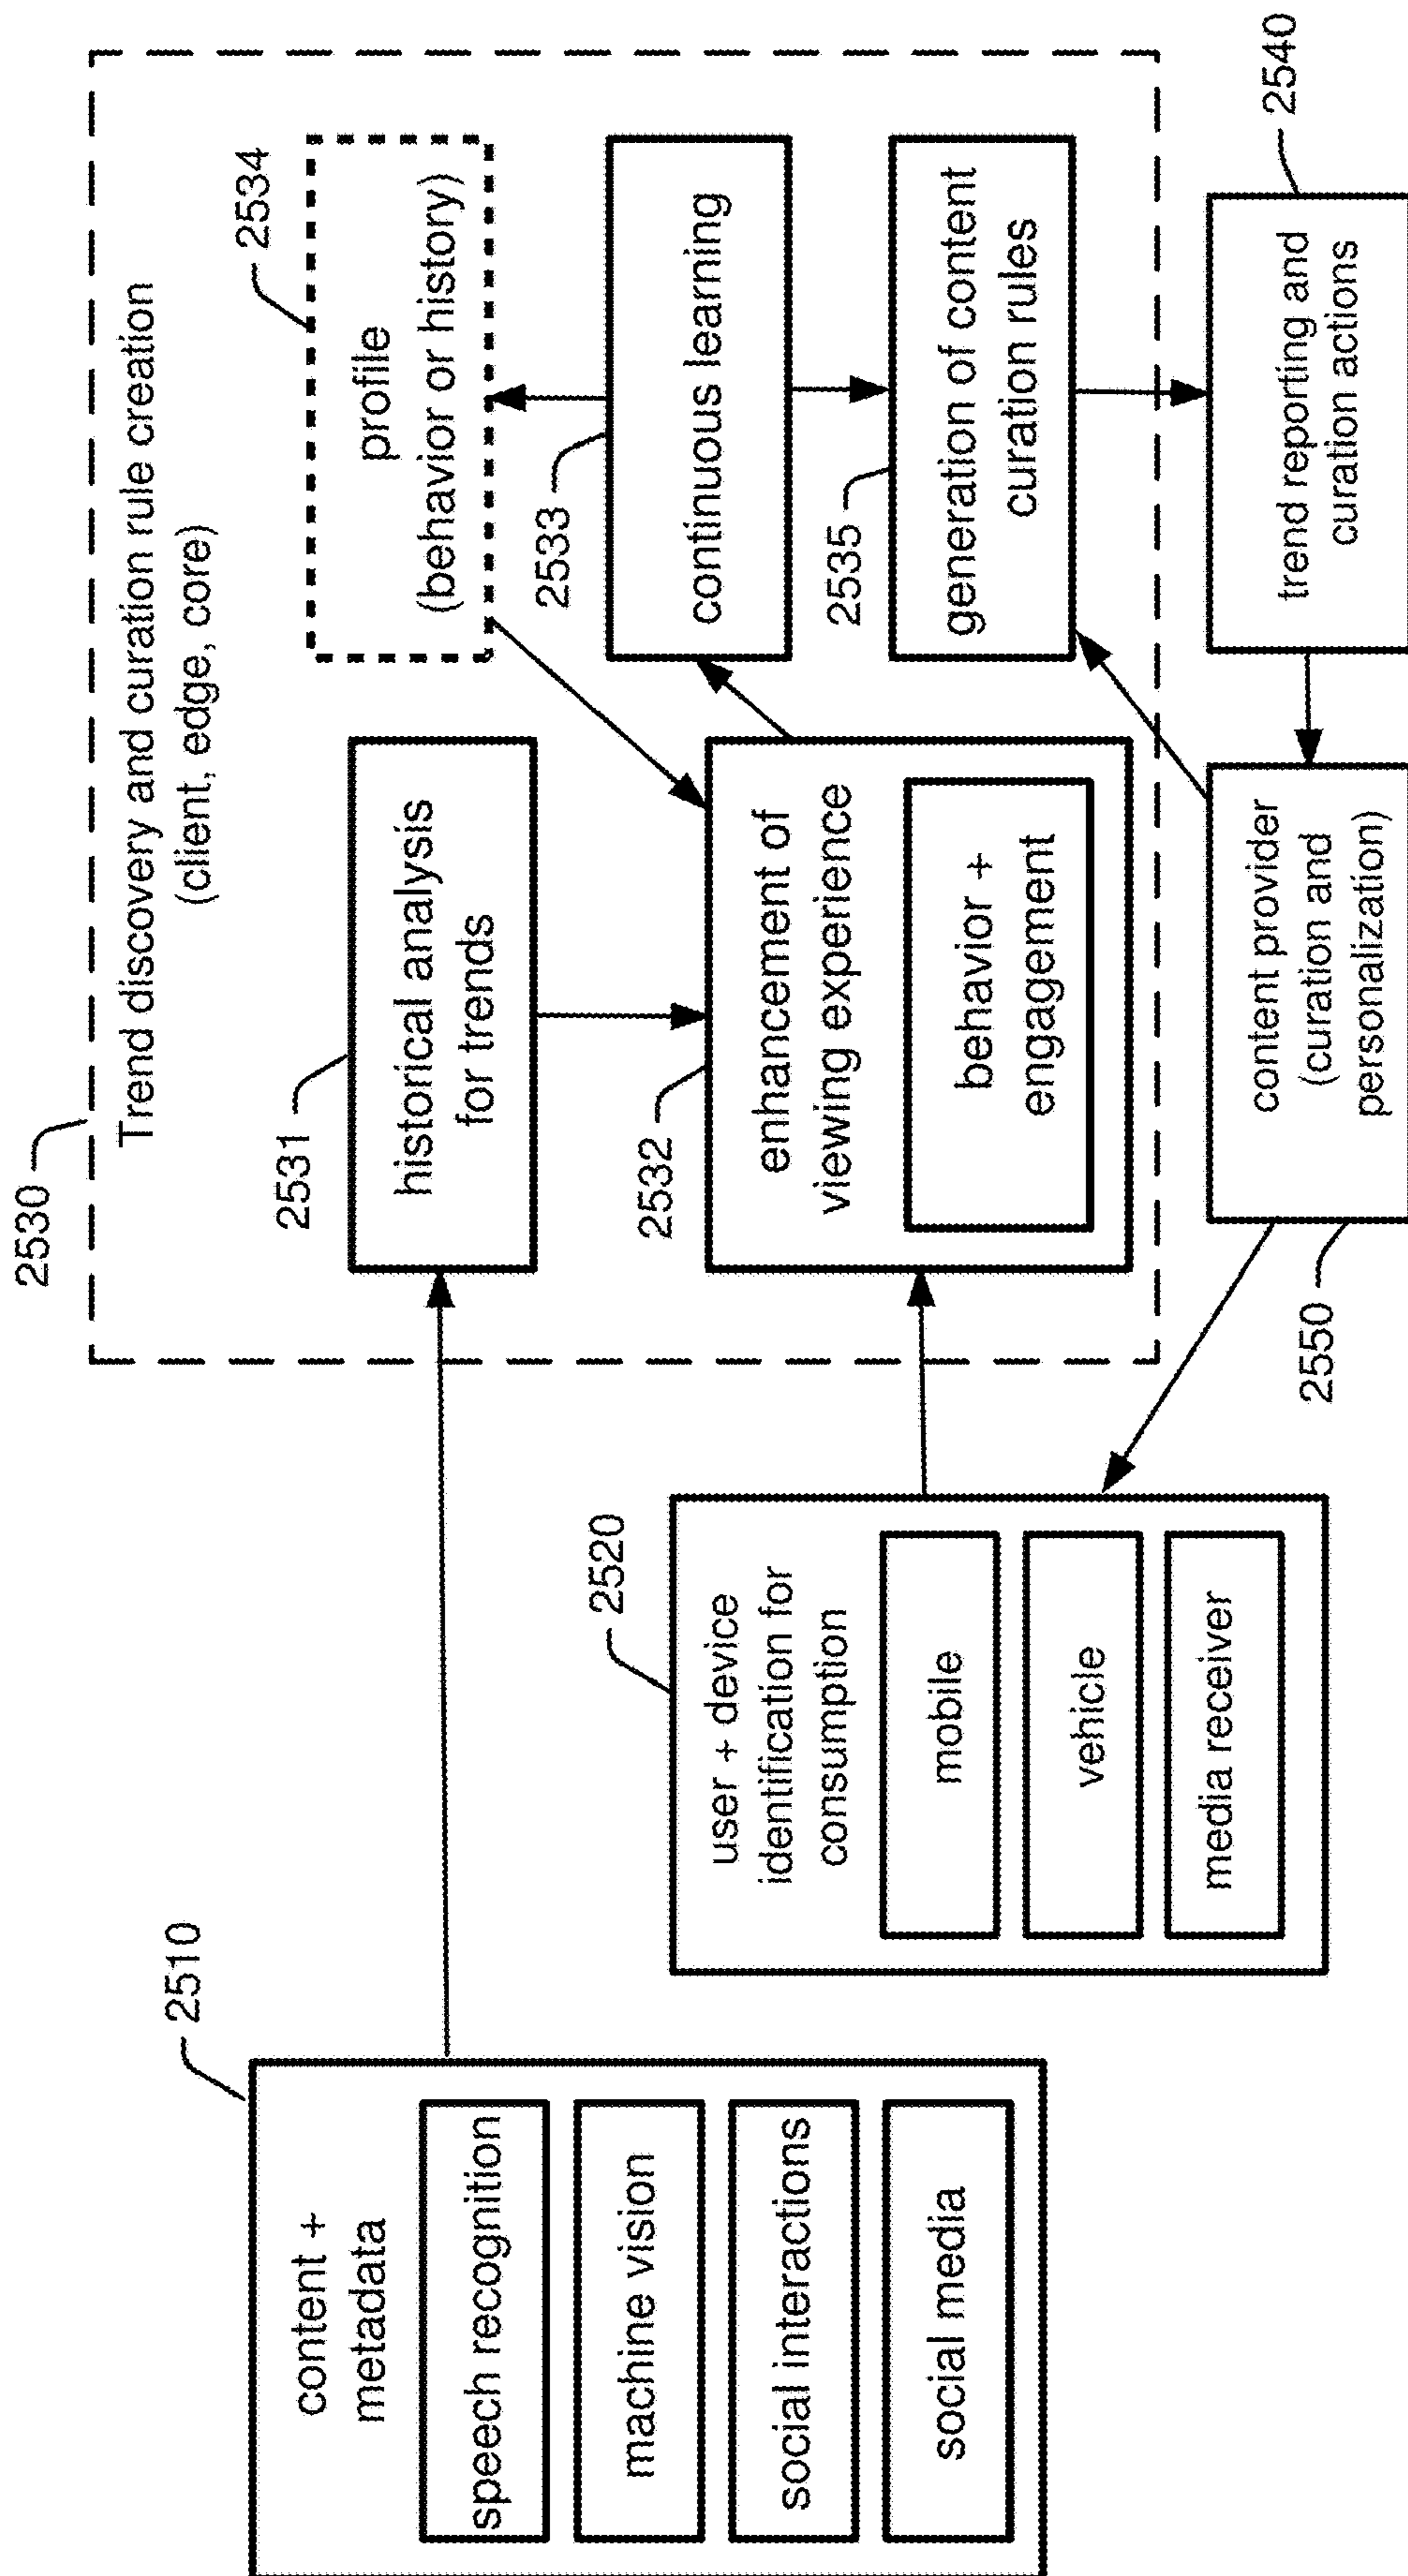 2530
Trend discovery and curation rule creation
(client, edge, core)
2510
content +
metadata
speech recognition
machine vision
social interactions
social media
2520
user + device
identification for
consumption
mobile
vehicle
media receiver
2531
historical analysis
for trends
2532
enhancement of
viewing experience
behavior +
engagement
2534
profile
(behavior or history)
2533
continuous learning
2535
generation of content
curation rules
2540
trend reporting and
curation actions
2550
content provider
(curation and
personalization)